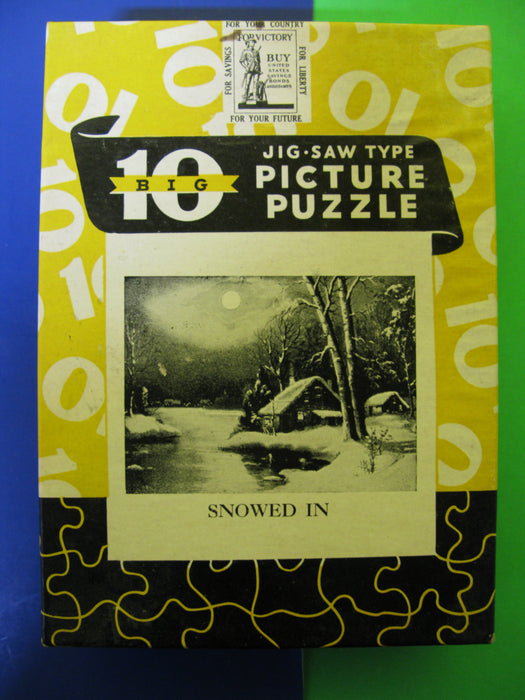 FOR YOUR COUNTRY
FOR VICTORY
FOR SAVINGS
BUY
UNITED
STATES
SAVINGS
BONDS
FOR LIBERTY
FOR YOUR FUTURE
10
BIG
JIG-SAW TYPE
PICTURE
PUZZLE
SNOWED IN